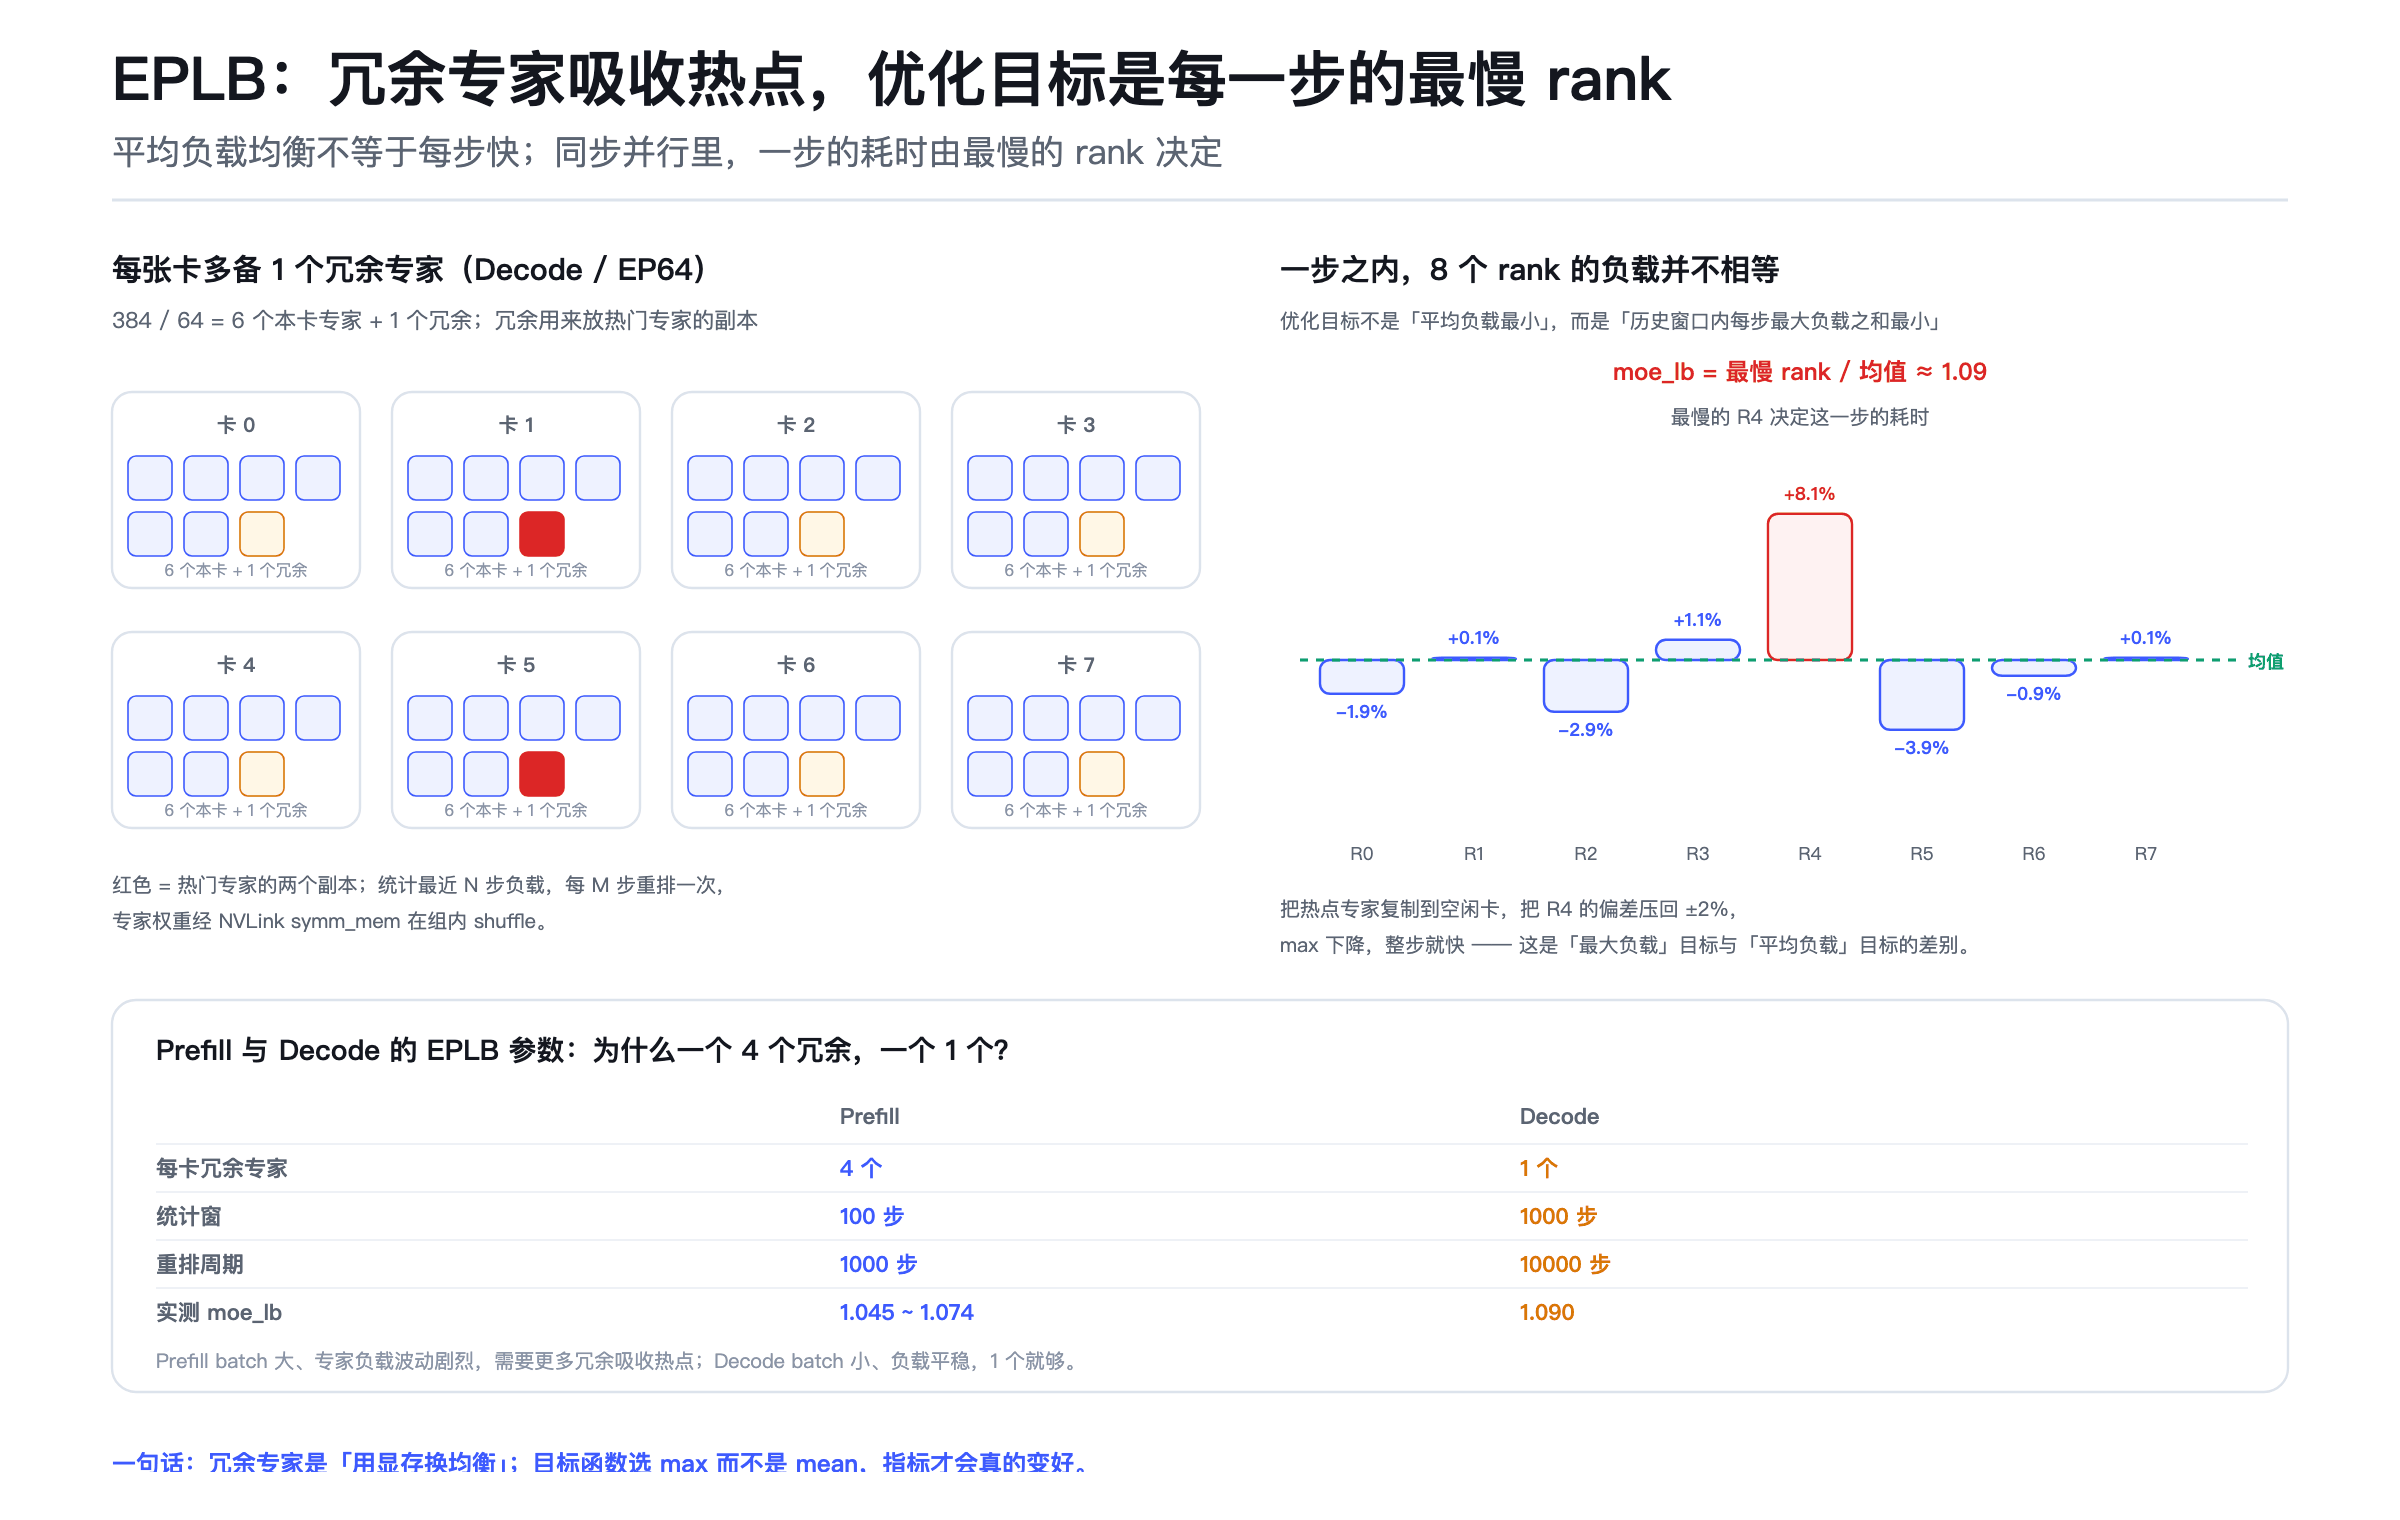 EPLB：冗余专家吸收热点，优化目标是每一步的最慢 rank
平均负载均衡不等于每步快；同步并行里，一步的耗时由最慢的 rank 决定
每张卡多备 1 个冗余专家（Decode / EP64）
384 / 64 = 6 个本卡专家 + 1 个冗余；冗余用来放热门专家的副本
卡 0
卡 1
卡 2
卡 3
6 个本卡 + 1 个冗余
6 个本卡 + 1 个冗余
6 个本卡 + 1 个冗余
6 个本卡 + 1 个冗余
卡 4
卡 5
卡 6
卡 7
6 个本卡 + 1 个冗余
6 个本卡 + 1 个冗余
6 个本卡 + 1 个冗余
6 个本卡 + 1 个冗余
红色 = 热门专家的两个副本；统计最近 N 步负载，每 M 步重排一次，
专家权重经 NVLink symm_mem 在组内 shuffle。
一步之内，8 个 rank 的负载并不相等
优化目标不是「平均负载最小」，而是「历史窗口内每步最大负载之和最小」
moe_lb = 最慢 rank / 均值 ≈ 1.09
最慢的 R4 决定这一步的耗时
+8.1%
+1.1%
+0.1%
+0.1%
均值
−1.9%
−2.9%
−3.9%
−0.9%
R0
R1
R2
R3
R4
R5
R6
R7
把热点专家复制到空闲卡，把 R4 的偏差压回 ±2%，
max 下降，整步就快 —— 这是「最大负载」目标与「平均负载」目标的差别。
Prefill 与 Decode 的 EPLB 参数：为什么一个 4 个冗余，一个 1 个？
Prefill
Decode
每卡冗余专家
4 个
1 个
统计窗
100 步
1000 步
重排周期
1000 步
10000 步
实测 moe_lb
1.045 ~ 1.074
1.090
Prefill batch 大、专家负载波动剧烈，需要更多冗余吸收热点；Decode batch 小、负载平稳，1 个就够。
一句话：冗余专家是「用显存换均衡」；目标函数选 max 而不是 mean，指标才会真的变好。